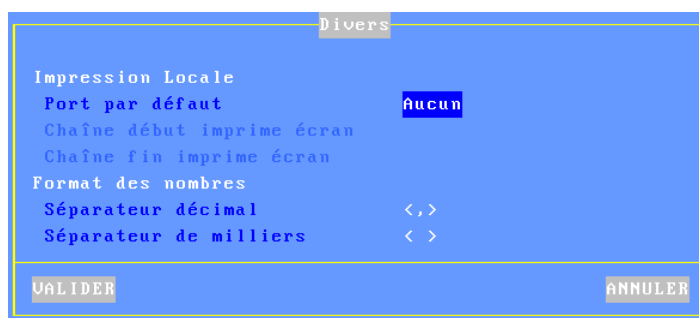 Divers
Impression Locale
Port par défaut Aucun
Chaîne début imprime écran
Chaîne fin imprime écran
Format des nombres
Séparateur décimal <,>
Séparateur de milliers < >
VALIDER ANNULER